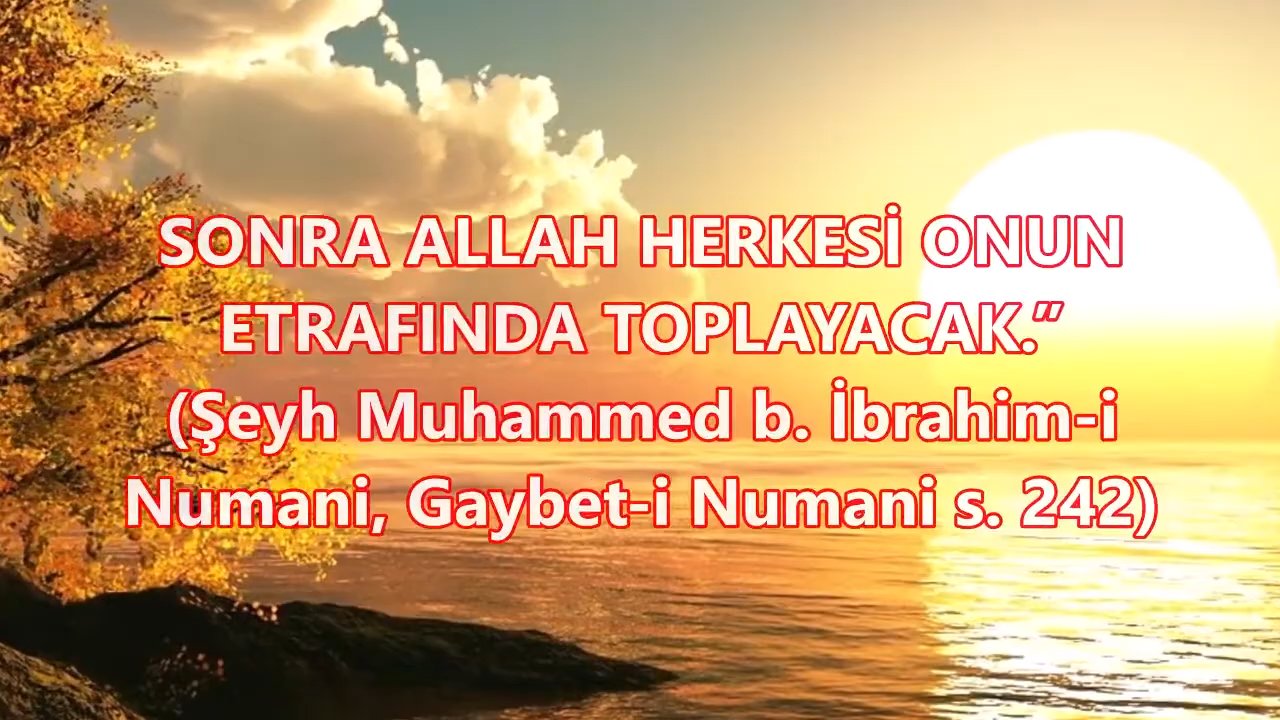 SONRA ALLAH HERKESİ ONUN
ETRAFINDA TOPLAYACAK.”
(Şeyh Muhammed b. İbrahim-i
Numani, Gaybet-i Numani s. 242)